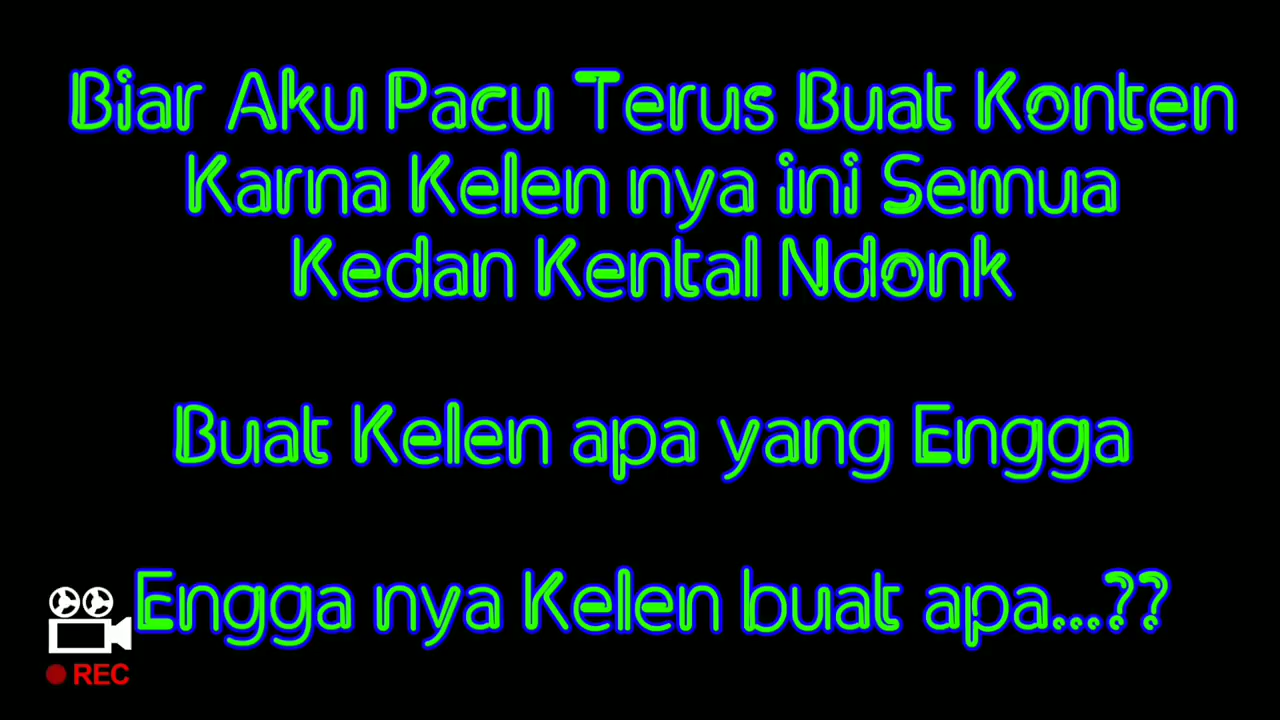 Biar Aku Pacu Terus Buat Konten
Karna Kelen nya ini Semua
Kedan Kental Ndonk
Buat Kelen apa yang Engga
Engga nya Kelen buat apa...??
REC